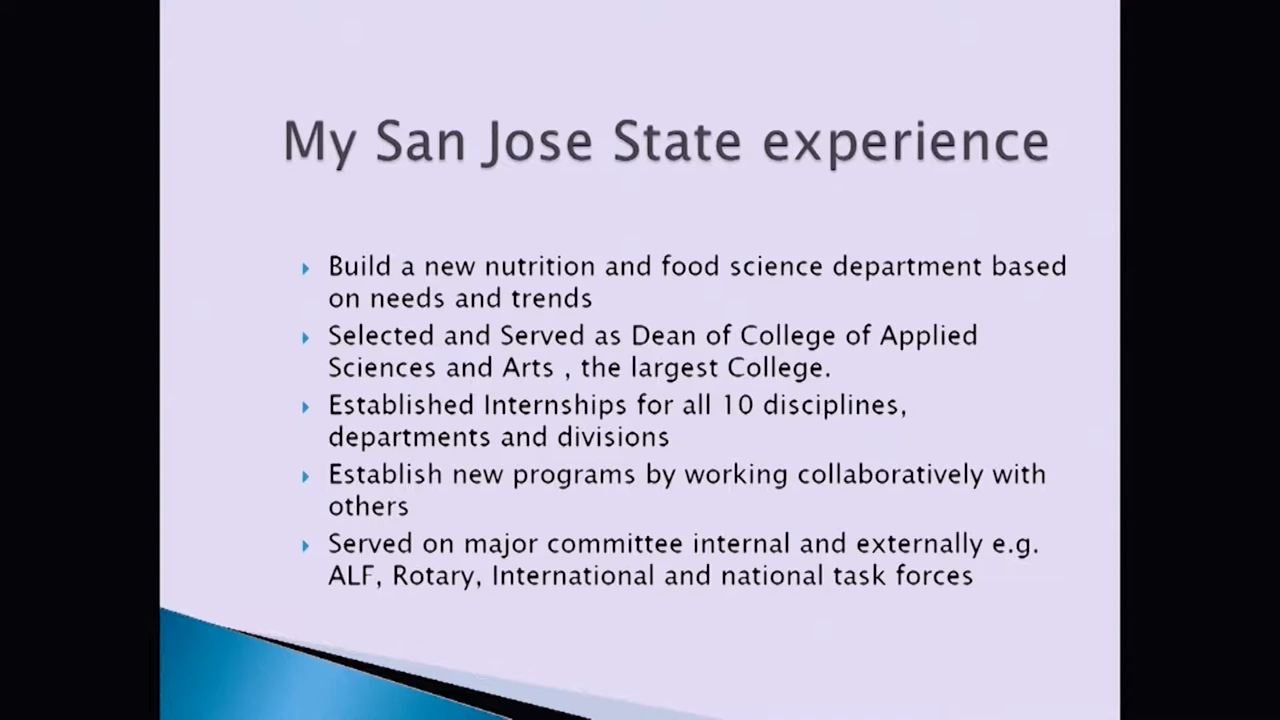 My San Jose State experience
Build a new nutrition and food science department based
on needs and trends
Selected and Served as Dean of College of Applied
Sciences and Arts , the largest College.
Established Internships for all 10 disciplines,
departments and divisions
Establish new programs by working collaboratively with
others
Served on major committee internal and externally e.g.
ALF, Rotary, International and national task forces